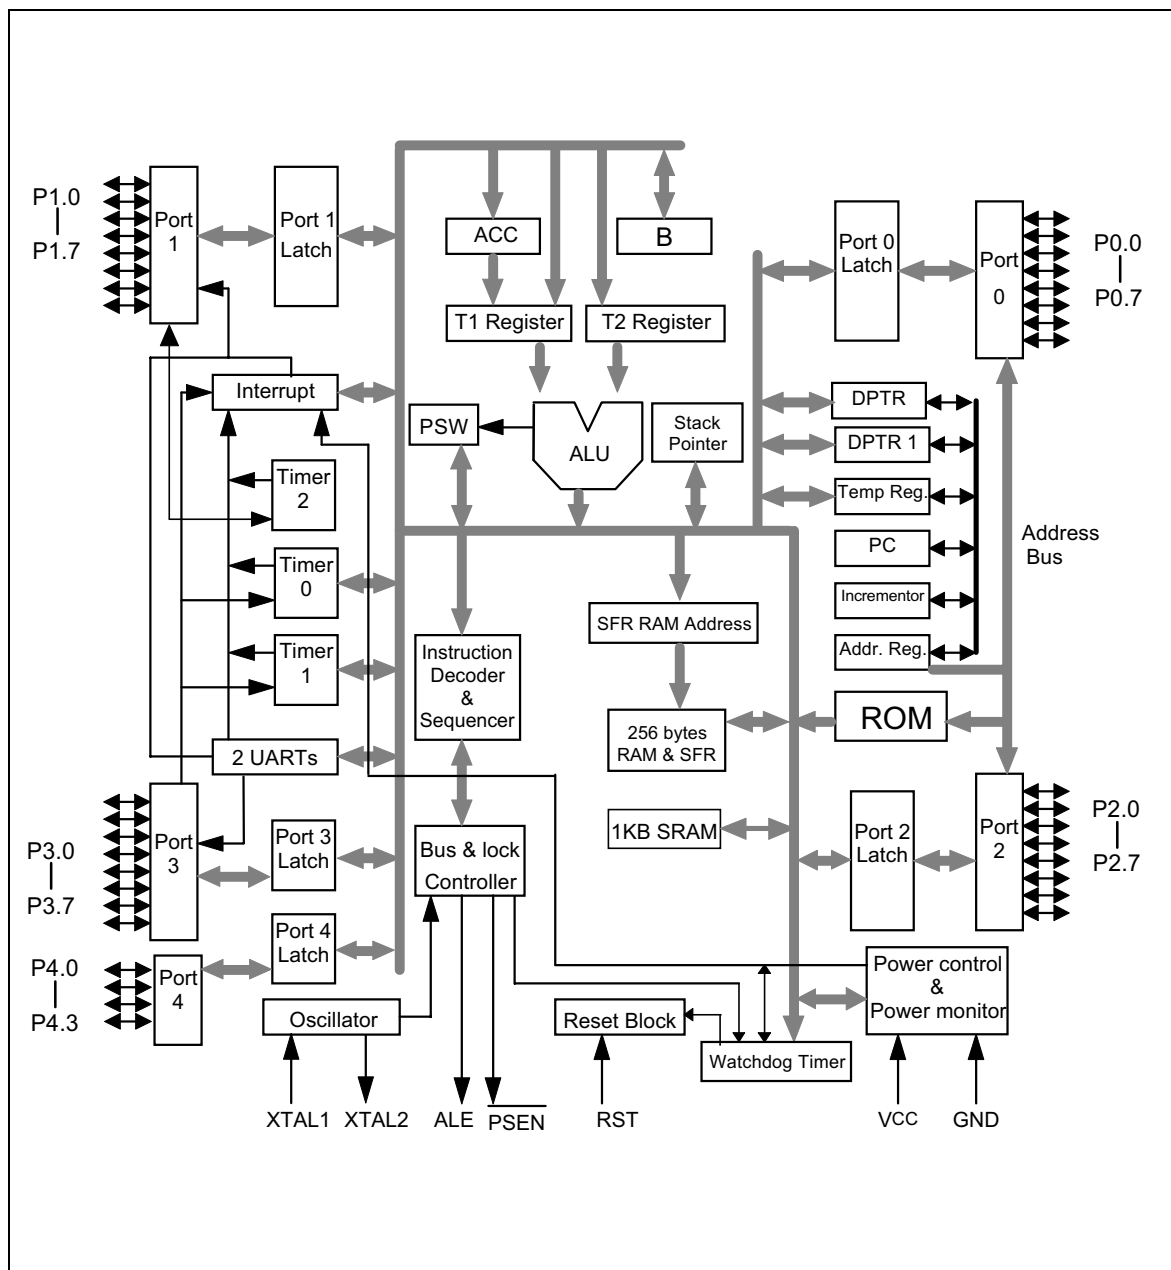 P1.0
P1.7
Port
1
Port 1
Latch
ACC
B
T1 Register
T2 Register
Port 0
Latch
Port
0
P0.0
P0.7
Interrupt
PSW
ALU
Stack
Pointer
DPTR
DPTR 1
Temp Reg.
PC
Incrementor
Addr. Reg.
Address
Bus
Timer
2
Timer
0
Timer
1
Instruction
Decoder
&
Sequencer
SFR RAM Address
256 bytes
RAM & SFR
ROM
2 UARTs
P3.0
P3.7
Port
3
Port 3
Latch
Bus & lock
Controller
1KB SRAM
Port 2
Latch
Port
2
P2.0
P2.7
P4.0
P4.3
Port
4
Port 4
Latch
Oscillator
Reset Block
Watchdog Timer
Power control
&
Power monitor
XTAL1
XTAL2
ALE
PSEN
RST
VCC
GND